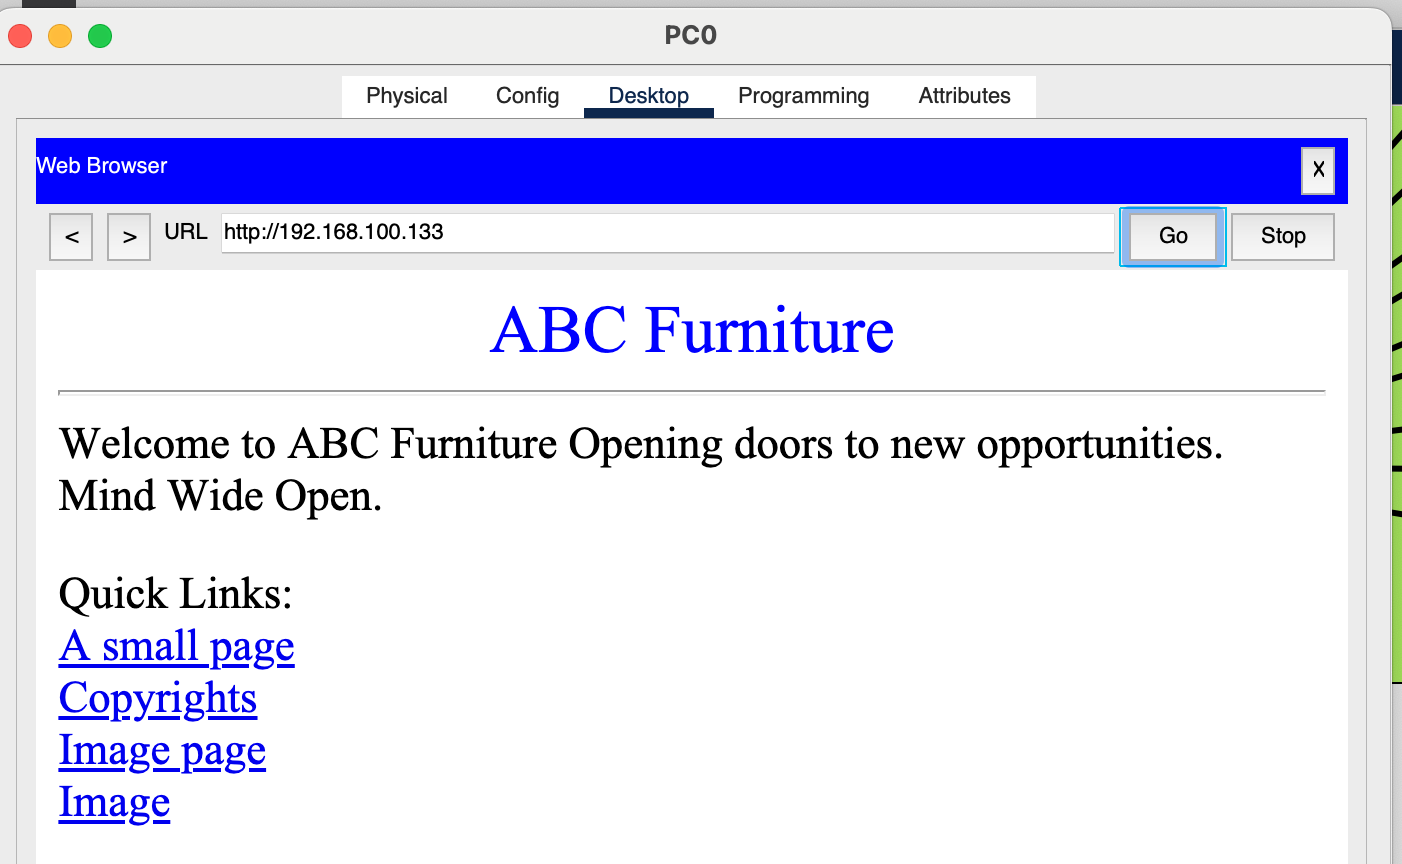 PC0
Physical Config Desktop Programming Attributes
Web Browser
X
< > URL http://192.168.100.133 Go Stop
ABC Furniture
Welcome to ABC Furniture Opening doors to new opportunities.
Mind Wide Open.
Quick Links:
A small page
Copyrights
Image page
Image